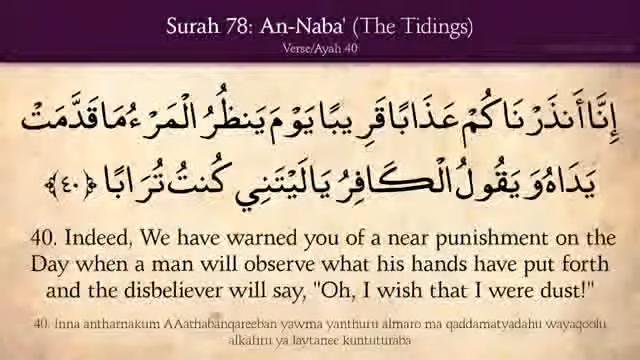 Surah 78: An-Naba' (The Tidings)
Verse/Ayah 40
إِنَّا أَنذَرْنَاكُمْ عَذَابًا قَرِيبًا يَوْمَ يَنظُرُ الْمَرْءُ مَا قَدَّمَتْ
يَدَاهُ وَيَقُولُ الْكَافِرُ يَا لَيْتَنِي كُنتُ تُرَابًا ﴿٤٠﴾
40. Indeed, We have warned you of a near punishment on the
Day when a man will observe what his hands have put forth
and the disbeliever will say, "Oh, I wish that I were dust!"
40. Inna antharnakum AAathabanqareeban yawma yanthuru almaro ma qaddamatyadahu wayaqoolu
alkafiru ya laytanee kuntuturaba